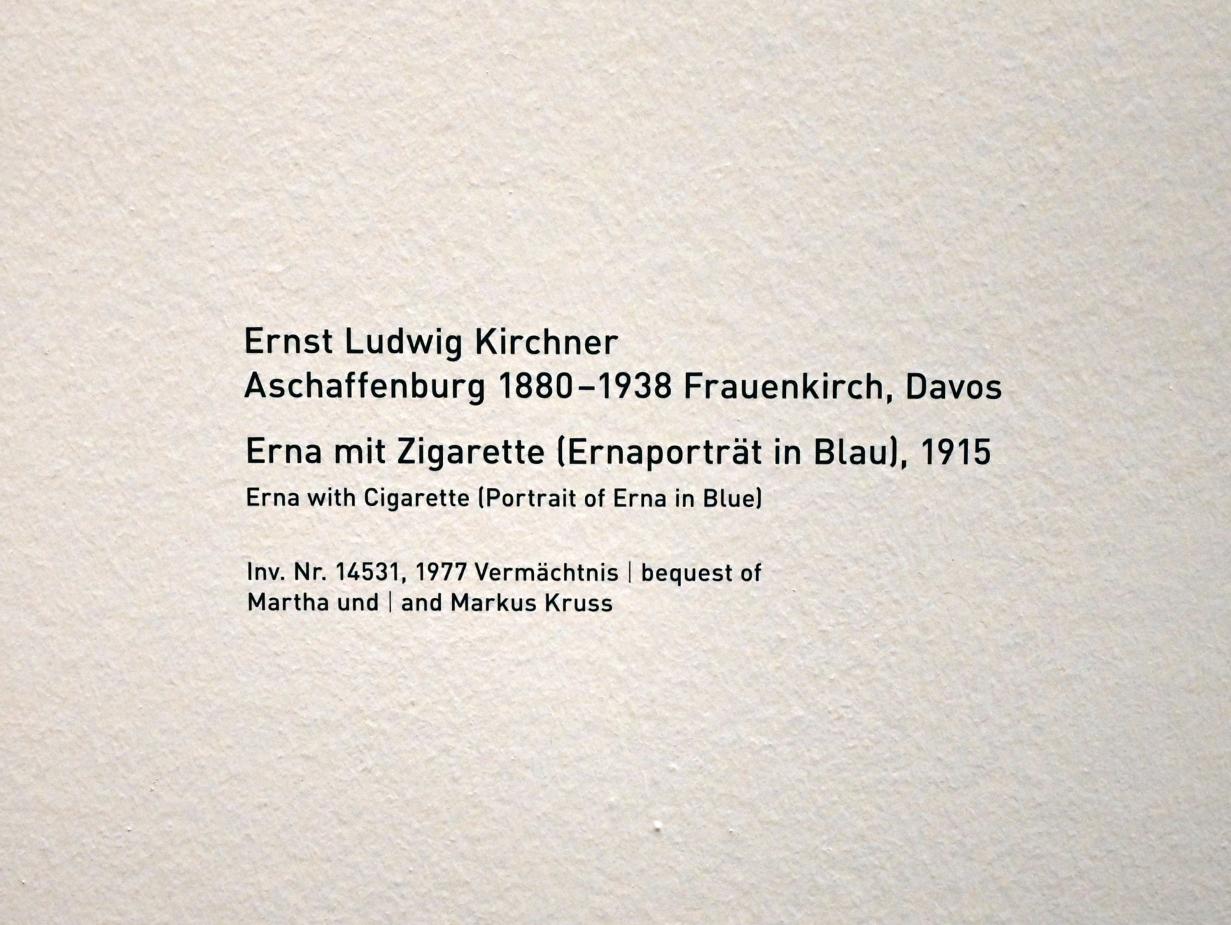 Ernst Ludwig Kirchner
Aschaffenburg 1880–1938 Frauenkirch, Davos
Erna mit Zigarette (Ernaporträt in Blau), 1915
Erna with Cigarette (Portrait of Erna in Blue)
Inv. Nr. 14531, 1977 Vermächtnis | bequest of
Martha und | and Markus Kruss